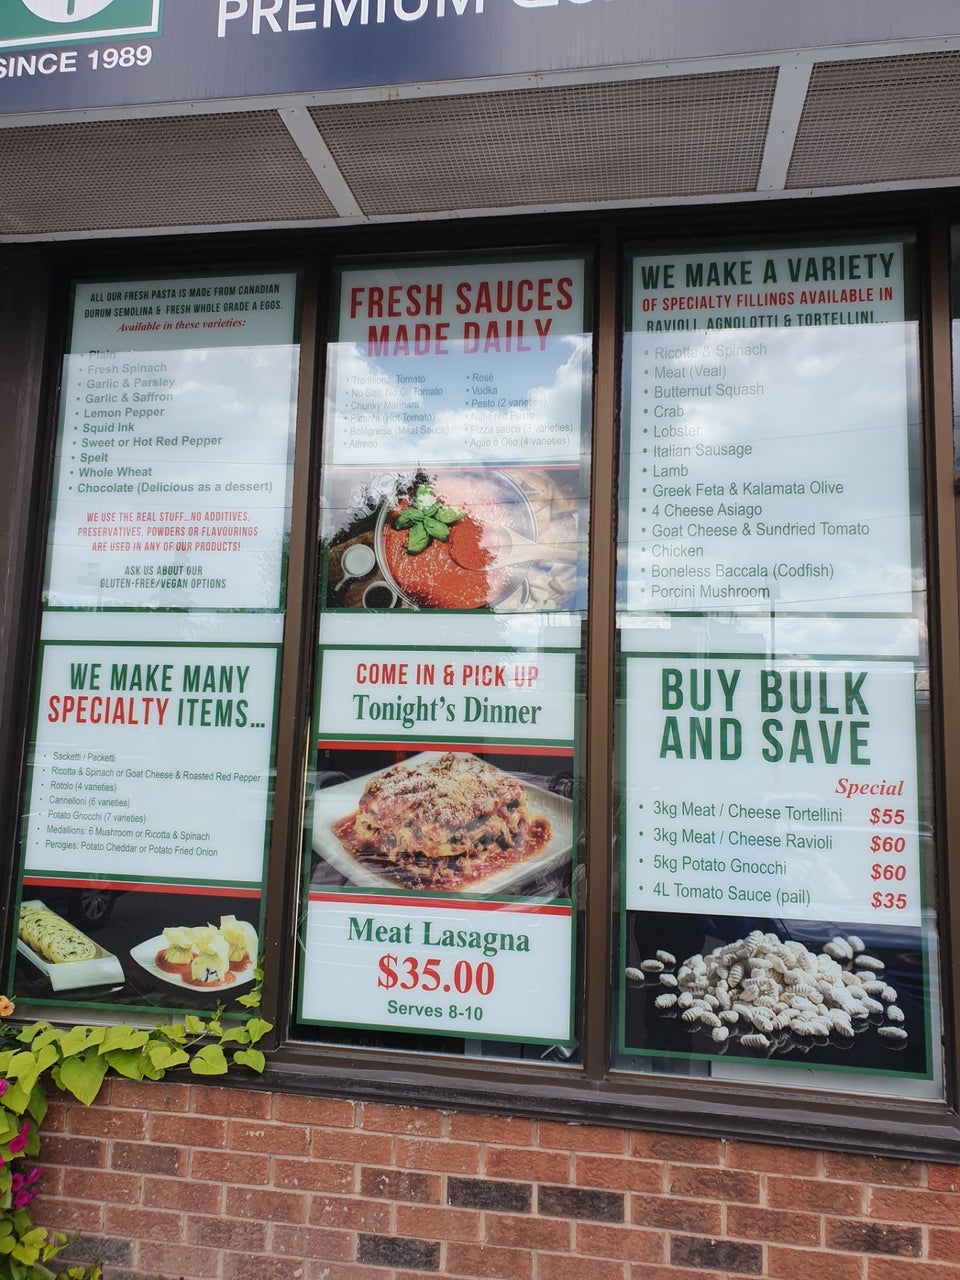 PREMIUM
SINCE 1989
ALL OUR FRESH PASTA IS MADE FROM CANADIAN
DURUM SEMOLINA & FRESH WHOLE GRADE A EGGS.
Available in these varieties:
• Plain
• Fresh Spinach
• Garlic & Parsley
• Garlic & Saffron
• Lemon Pepper
• Squid Ink
• Sweet or Hot Red Pepper
• Spelt
• Whole Wheat
• Chocolate (Delicious as a dessert)
WE USE THE REAL STUFF...NO ADDITIVES,
PRESERVATIVES, POWDERS OR FLAVOURINGS
ARE USED IN ANY OF OUR PRODUCTS!
ASK US ABOUT OUR
GLUTEN-FREE/VEGAN OPTIONS
FRESH SAUCES
MADE DAILY
• Traditional Tomato
• No Salt, No Oil Tomato
• Chunky Marinara
• Picante (Hot Tomato)
• Bolognese (Meat Sauce)
• Alfredo
• Rosé
• Vodka
• Pesto (2 varieties)
• Nut-Free Pesto
• Pizza sauce (3 varieties)
• Aglio é Olio (4 varieties)
WE MAKE A VARIETY
OF SPECIALTY FILLINGS AVAILABLE IN
RAVIOLI, AGNOLOTTI & TORTELLINI...
• Ricotta & Spinach
• Meat (Veal)
• Butternut Squash
• Crab
• Lobster
• Italian Sausage
• Lamb
• Greek Feta & Kalamata Olive
• 4 Cheese Asiago
• Goat Cheese & Sundried Tomato
• Chicken
• Boneless Baccala (Codfish)
• Porcini Mushroom
WE MAKE MANY
SPECIALTY ITEMS...
• Sacketti / Packetti
• Ricotta & Spinach or Goat Cheese & Roasted Red Pepper
• Rotolo (4 varieties)
• Cannelloni (6 varieties)
• Potato Gnocchi (7 varieties)
• Medallions: 6 Mushroom or Ricotta & Spinach
• Perogies: Potato Cheddar or Potato Fried Onion
COME IN & PICK UP
Tonight's Dinner
Meat Lasagna
$35.00
Serves 8-10
BUY BULK
AND SAVE
Special
• 3kg Meat / Cheese Tortellini $55
• 3kg Meat / Cheese Ravioli $60
• 5kg Potato Gnocchi $60
• 4L Tomato Sauce (pail) $35